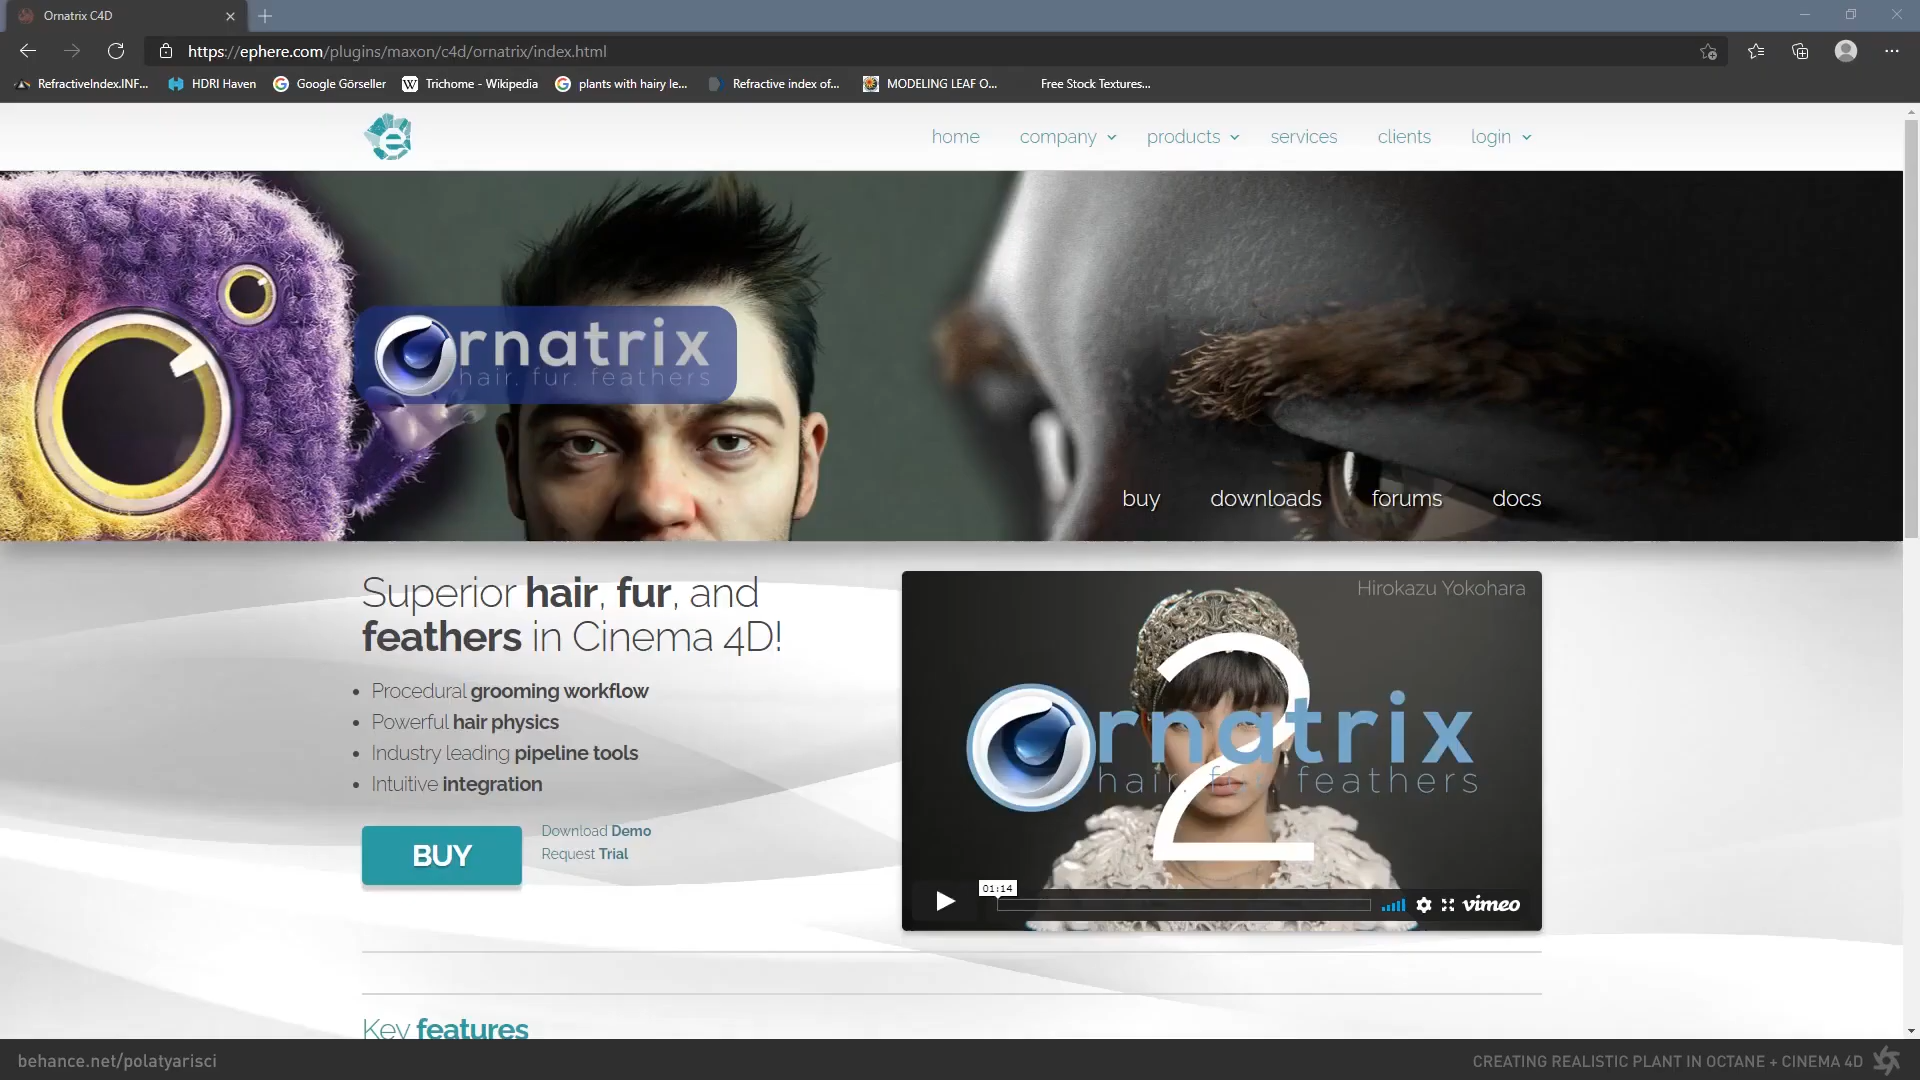 Ornatrix C4D
https://ephere.com/plugins/maxon/c4d/ornatrix/index.html
RefractiveIndex.INF...
HDRI Haven
Google Görseller
Trichome - Wikipedia
plants with hairy le...
Refractive index of...
MODELING LEAF O...
Free Stock Textures...
home
company
products
services
clients
login
Ornatrix
hair. fur. feathers
buy
downloads
forums
docs
Superior hair, fur, and
feathers in Cinema 4D!
• Procedural grooming workflow
• Powerful hair physics
• Industry leading pipeline tools
• Intuitive integration
BUY
Download Demo
Request Trial
Hirokazu Yokohara
2
Ornatrix
hair. fur. feathers
01:14
vimeo
Key features
behance.net/polatyarisci
CREATING REALISTIC PLANT IN OCTANE + CINEMA 4D